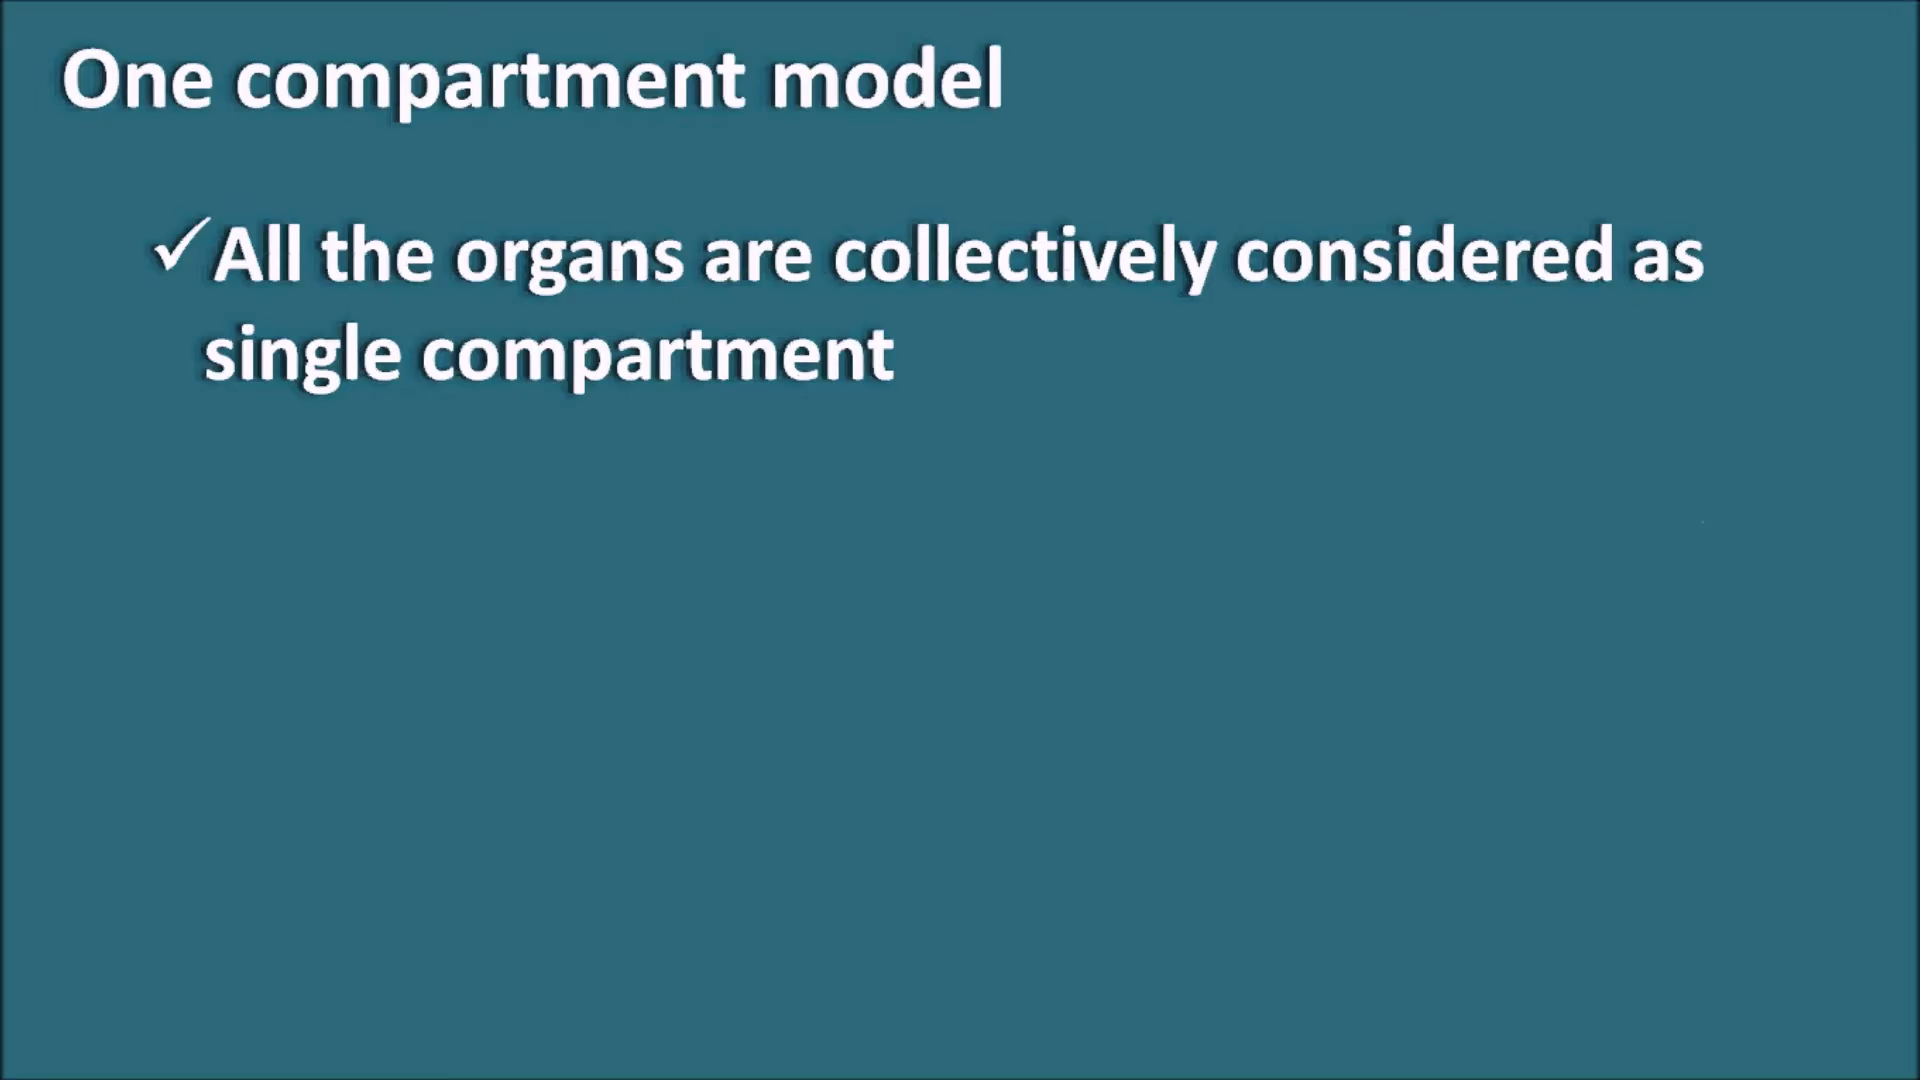 One compartment model
✓All the organs are collectively considered as
single compartment